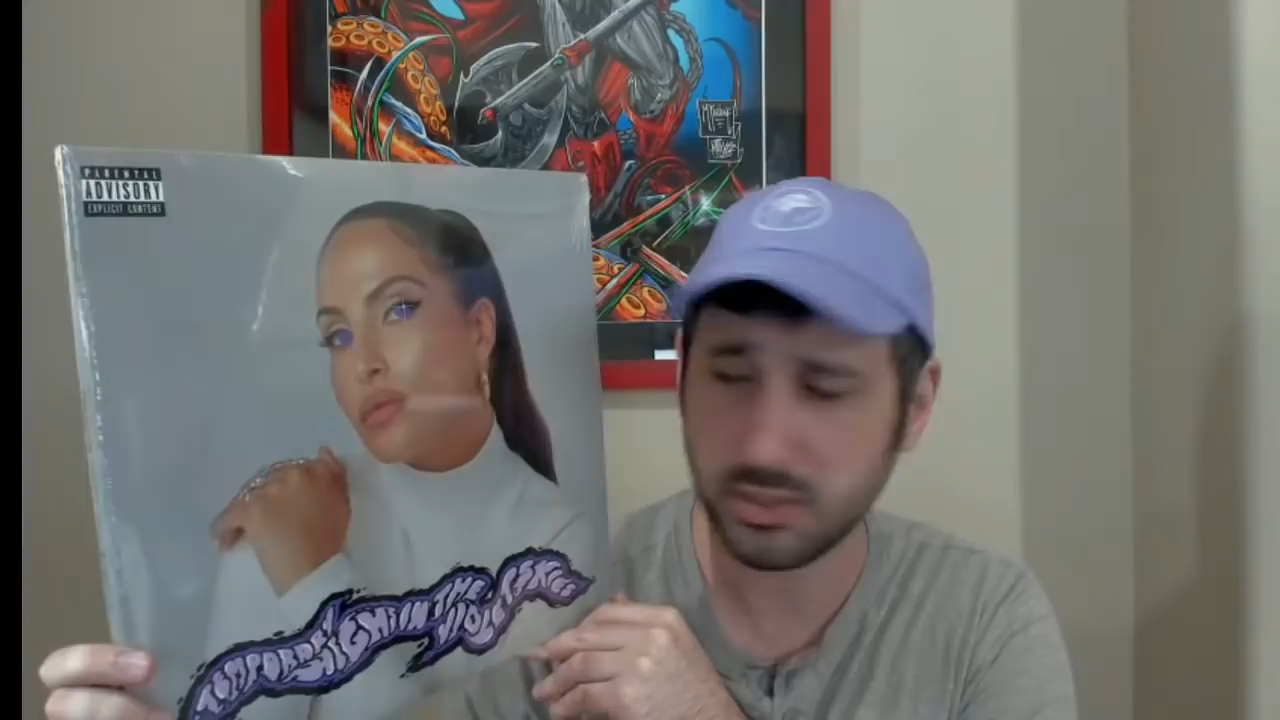 PARENTAL
ADVISORY
EXPLICIT CONTENT
TEMPORARY
HIGHS IN THE
VIOLET SKIES